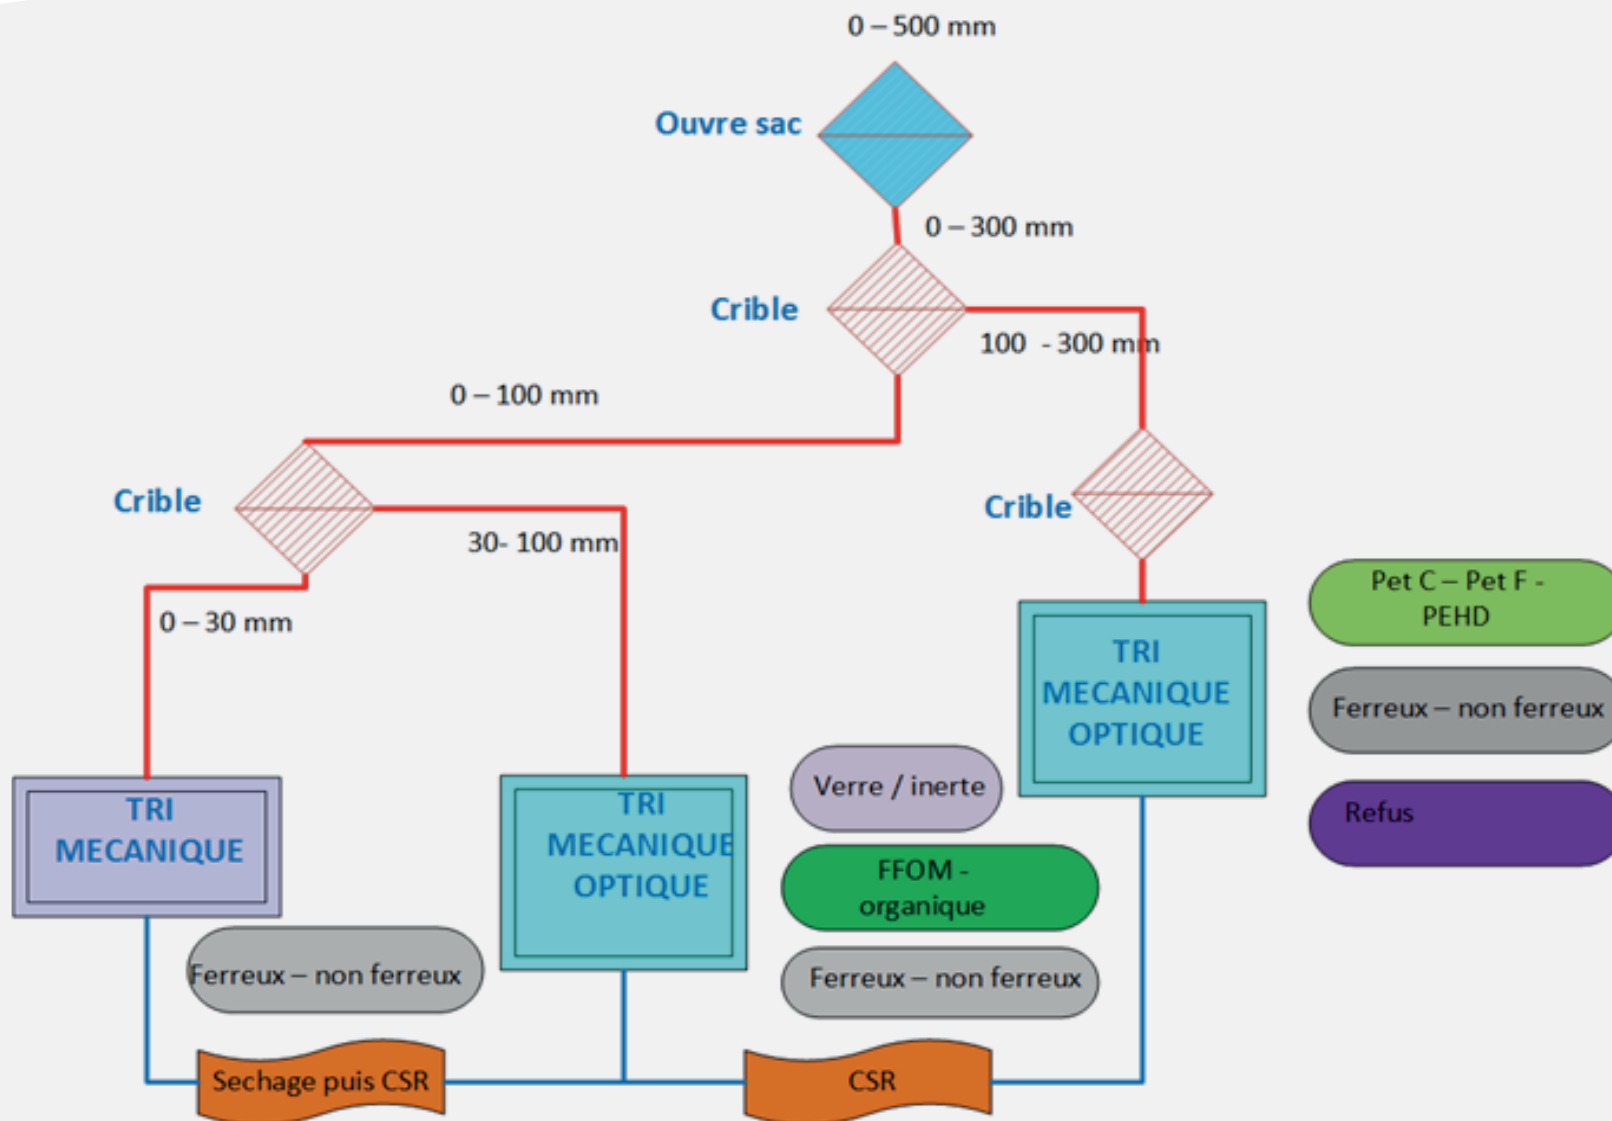 0 – 500 mm
Ouvre sac
0 – 300 mm
Crible
100 - 300 mm
0 – 100 mm
Crible
30- 100 mm
Crible
0 – 30 mm
Pet C – Pet F -
PEHD
TRI
MECANIQUE
OPTIQUE
Ferreux – non ferreux
Refus
TRI
MECANIQUE
TRI
MECANIQUE
OPTIQUE
Verre / inerte
FFOM -
organique
Ferreux – non ferreux
Ferreux – non ferreux
Sechage puis CSR
CSR